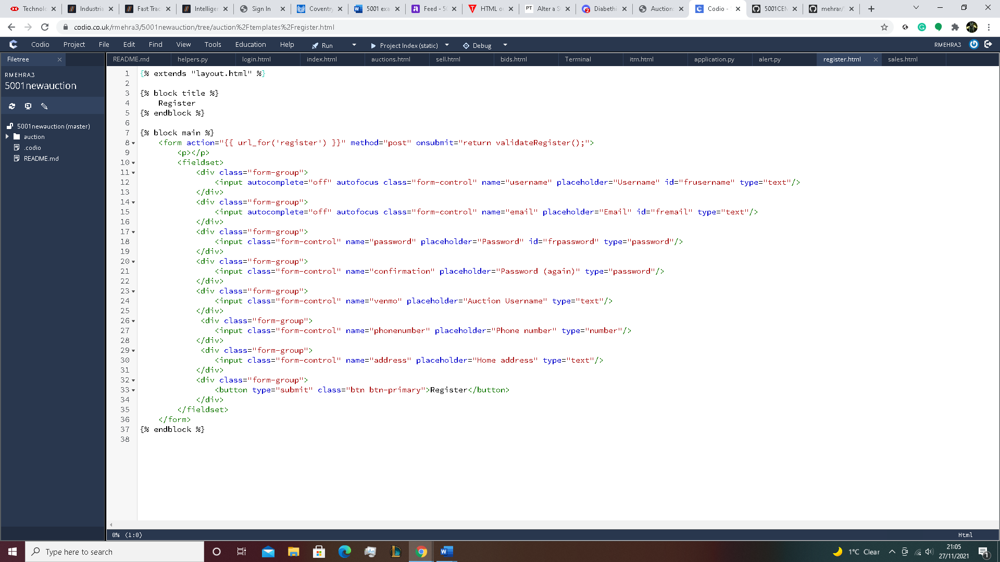 Technolo Industria Fast Trac Intelliger Sign In Coventry 5001 exa Feed - 50 HTML or Alter a S Diabethi Auction: Codio - 5001CEN mehrar/
codio.co.uk/rmehra3/5001newauction/tree/auction%2Ftemplates%2Fregister.html
Codio Project File Edit Find View Tools Education Help Run Project Index (static) Debug RMEHRA3
Filetree README.md helpers.py login.html index.html auctions.html sell.html bids.html Terminal itm.html application.py alert.py register.html sales.html
RMEHRA3
5001newauction
5001newauction (master)
auction
.codio
README.md
1 {% extends "layout.html" %}
2
3 {% block title %}
4 Register
5 {% endblock %}
6
7 {% block main %}
8 <form action="{{ url_for('register') }}" method="post" onsubmit="return validateRegister();">
9 <p></p>
10 <fieldset>
11 <div class="form-group">
12 <input autocomplete="off" autofocus class="form-control" name="username" placeholder="Username" id="frusername" type="text"/>
13 </div>
14 <div class="form-group">
15 <input autocomplete="off" autofocus class="form-control" name="email" placeholder="Email" id="fremail" type="text"/>
16 </div>
17 <div class="form-group">
18 <input class="form-control" name="password" placeholder="Password" id="frpassword" type="password"/>
19 </div>
20 <div class="form-group">
21 <input class="form-control" name="confirmation" placeholder="Password (again)" type="password"/>
22 </div>
23 <div class="form-group">
24 <input class="form-control" name="venmo" placeholder="Auction Username" type="text"/>
25 </div>
26 <div class="form-group">
27 <input class="form-control" name="phonenumber" placeholder="Phone number" type="number"/>
28 </div>
29 <div class="form-group">
30 <input class="form-control" name="address" placeholder="Home address" type="text"/>
31 </div>
32 <div class="form-group">
33 <button type="submit" class="btn btn-primary">Register</button>
34 </div>
35 </fieldset>
36 </form>
37 {% endblock %}
38
0% (1:0) Html
Type here to search
1°C Clear
21:05
27/11/2021
1